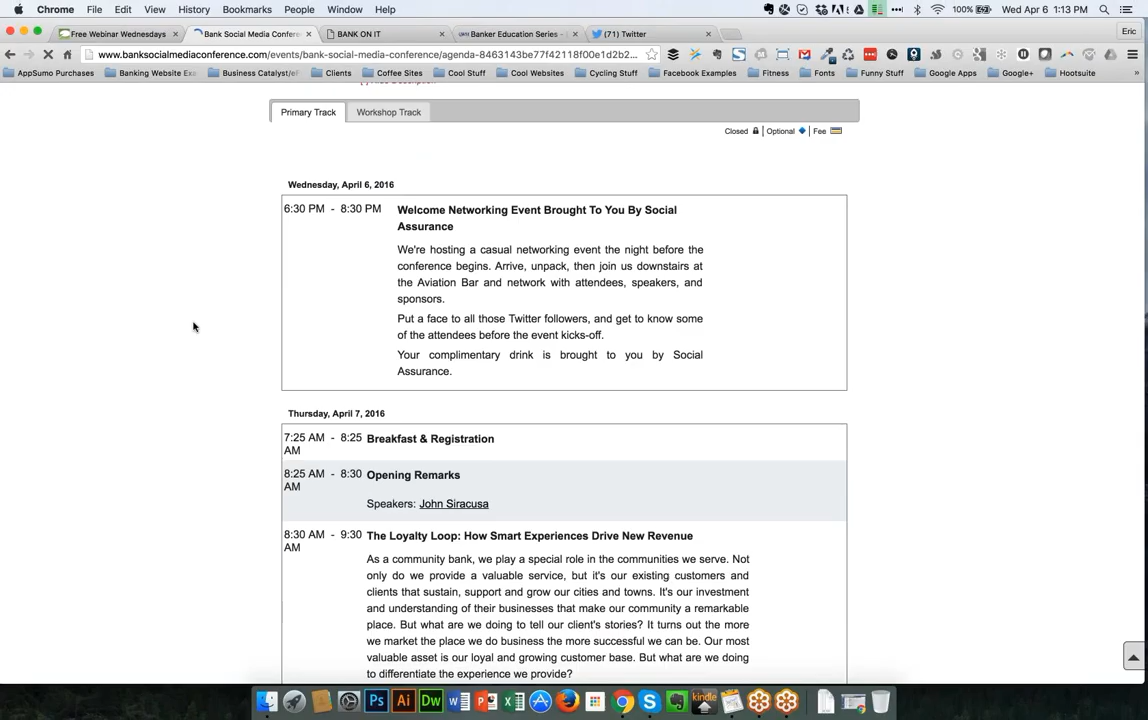 Chrome File Edit View History Bookmarks People Window Help
100% Wed Apr 6 1:13 PM
Free Webinar Wednesdays
Bank Social Media Confere
BANK ON IT
Banker Education Series –
(71) Twitter
Eric
www.banksocialmediaconference.com/events/bank-social-media-conference/agenda-8463143be77f42118f00e1d2b2...
AppSumo Purchases Banking Website Exa Business Catalyst/eF Clients Coffee Sites Cool Stuff Cool Websites Cycling Stuff Facebook Examples Fitness Fonts Funny Stuff Google Apps Google+ Hootsuite »
Primary Track Workshop Track
Closed Optional Fee
Wednesday, April 6, 2016
6:30 PM - 8:30 PM Welcome Networking Event Brought To You By Social
Assurance
We're hosting a casual networking event the night before the
conference begins. Arrive, unpack, then join us downstairs at
the Aviation Bar and network with attendees, speakers, and
sponsors.
Put a face to all those Twitter followers, and get to know some
of the attendees before the event kicks-off.
Your complimentary drink is brought to you by Social
Assurance.
Thursday, April 7, 2016
7:25 AM - 8:25 Breakfast & Registration
AM
8:25 AM - 8:30 Opening Remarks
AM
Speakers: John Siracusa
8:30 AM - 9:30 The Loyalty Loop: How Smart Experiences Drive New Revenue
AM
As a community bank, we play a special role in the communities we serve. Not
only do we provide a valuable service, but it's our existing customers and
clients that sustain, support and grow our cities and towns. It's our investment
and understanding of their businesses that make our community a remarkable
place. But what are we doing to tell our client's stories? It turns out the more
we market the place we do business the more successful we can be. Our most
valuable asset is our loyal and growing customer base. But what are we doing
to differentiate the experience we provide?
Ps Ai Dw kindle